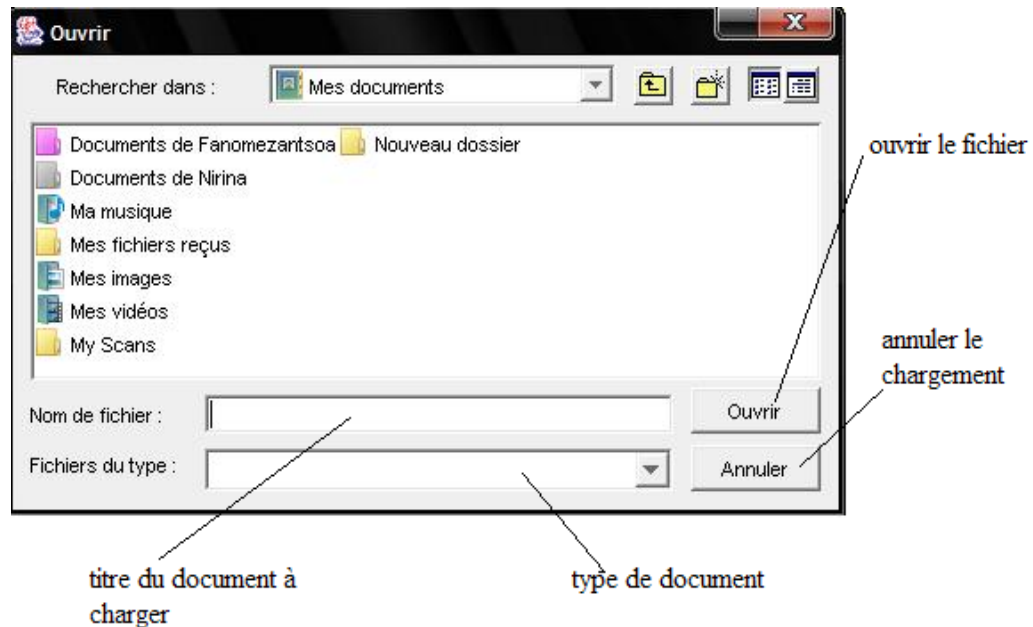 Ouvrir
Rechercher dans :
Mes documents
Documents de Fanomezantsoa
Nouveau dossier
Documents de Nirina
Ma musique
Mes fichiers reçus
Mes images
Mes vidéos
My Scans
ouvrir le fichier
annuler le
chargement
Nom de fichier :
Ouvrir
Fichiers du type :
Annuler
titre du document à
charger
type de document